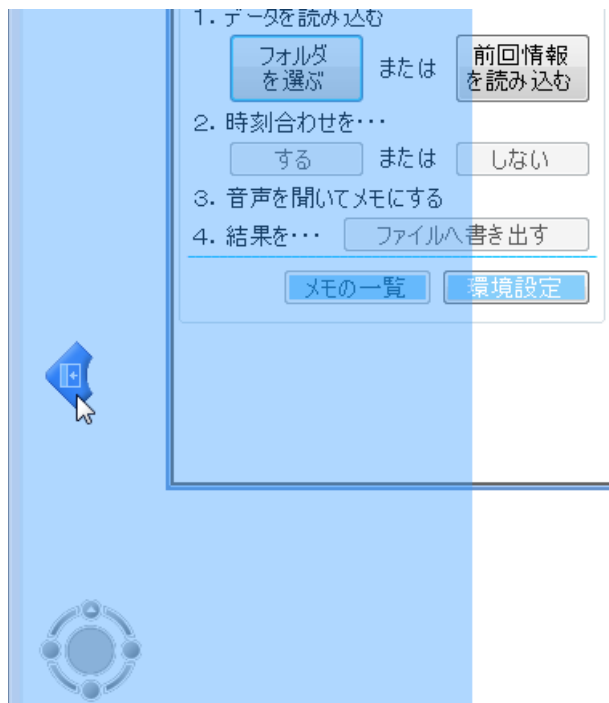 1. データを読み込む
フォルダ
を選ぶ
または
前回情報
を読み込む
2. 時刻合わせを・・・
する
または
しない
3. 音声を聞いてメモにする
4. 結果を・・・
ファイルへ書き出す
メモの一覧
環境設定